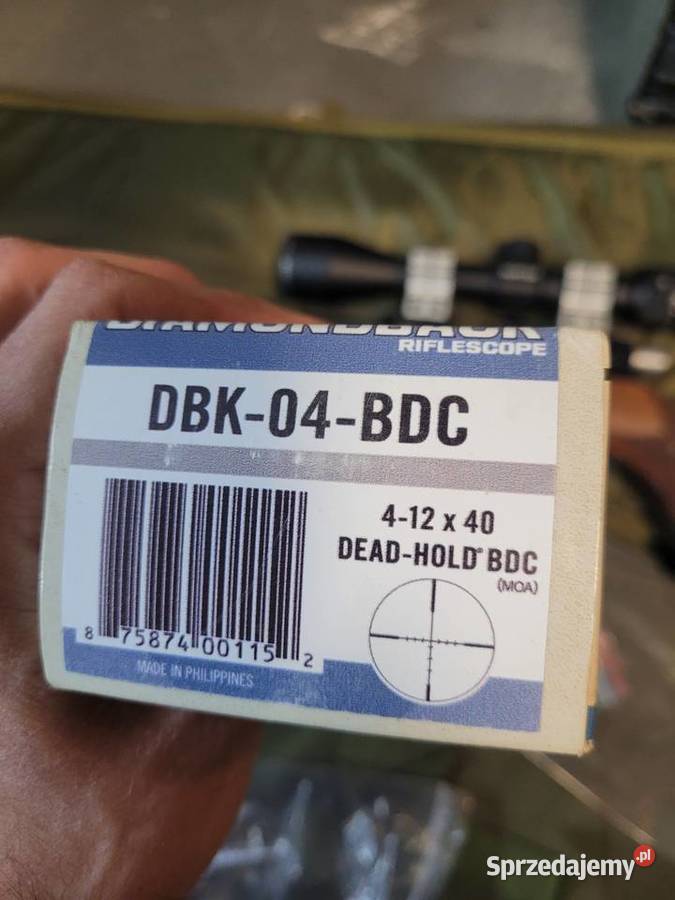 DIAMONDBACK
RIFLESCOPE
DBK-04-BDC
4-12 x 40
DEAD-HOLD® BDC
(MOA)
8 75874 00115 2
MADE IN PHILIPPINES
Sprzedajemy.pl